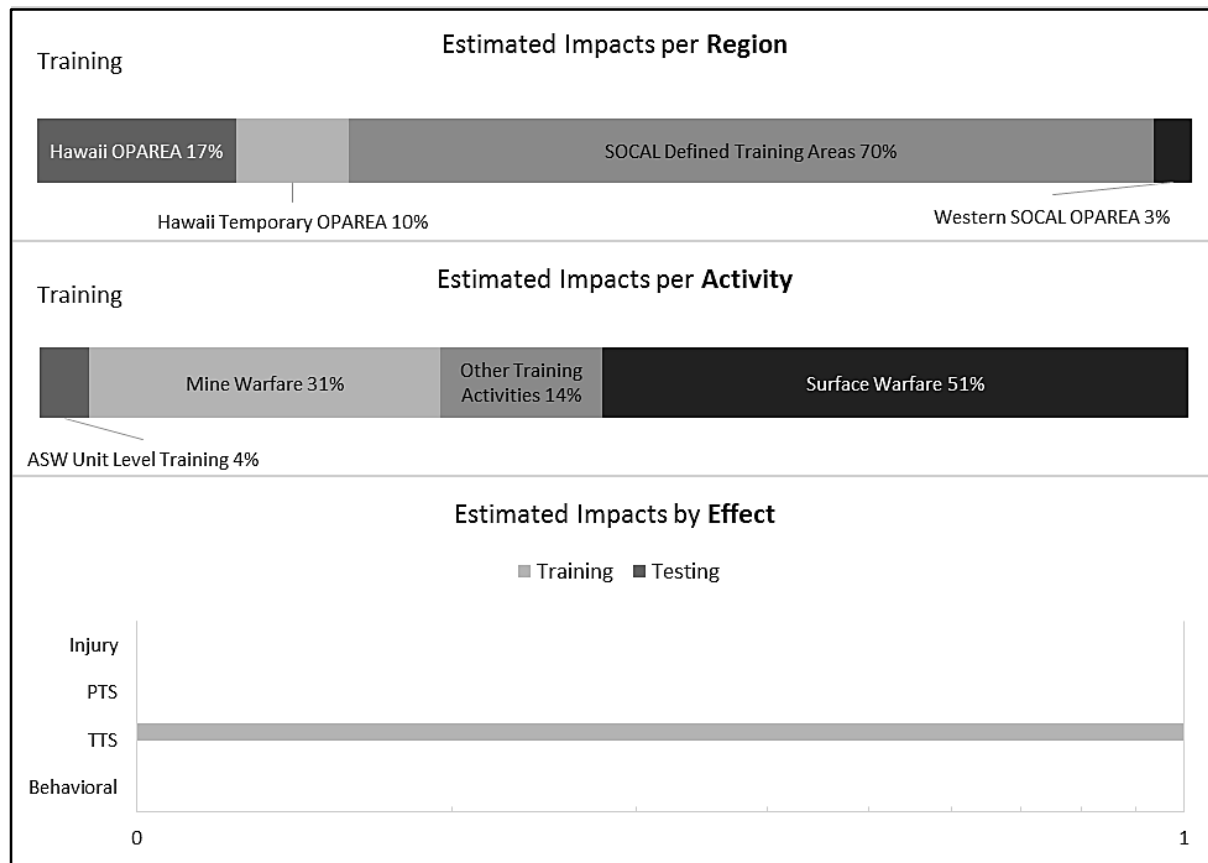 Estimated Impacts per Region
Training
Hawaii OPAREA 17%
SOCAL Defined Training Areas 70%
Hawaii Temporary OPAREA 10%
Western SOCAL OPAREA 3%
Estimated Impacts per Activity
Training
Mine Warfare 31%
Other Training
Activities 14%
Surface Warfare 51%
ASW Unit Level Training 4%
Estimated Impacts by Effect
Training Testing
Injury
PTS
TTS
Behavioral
0 1